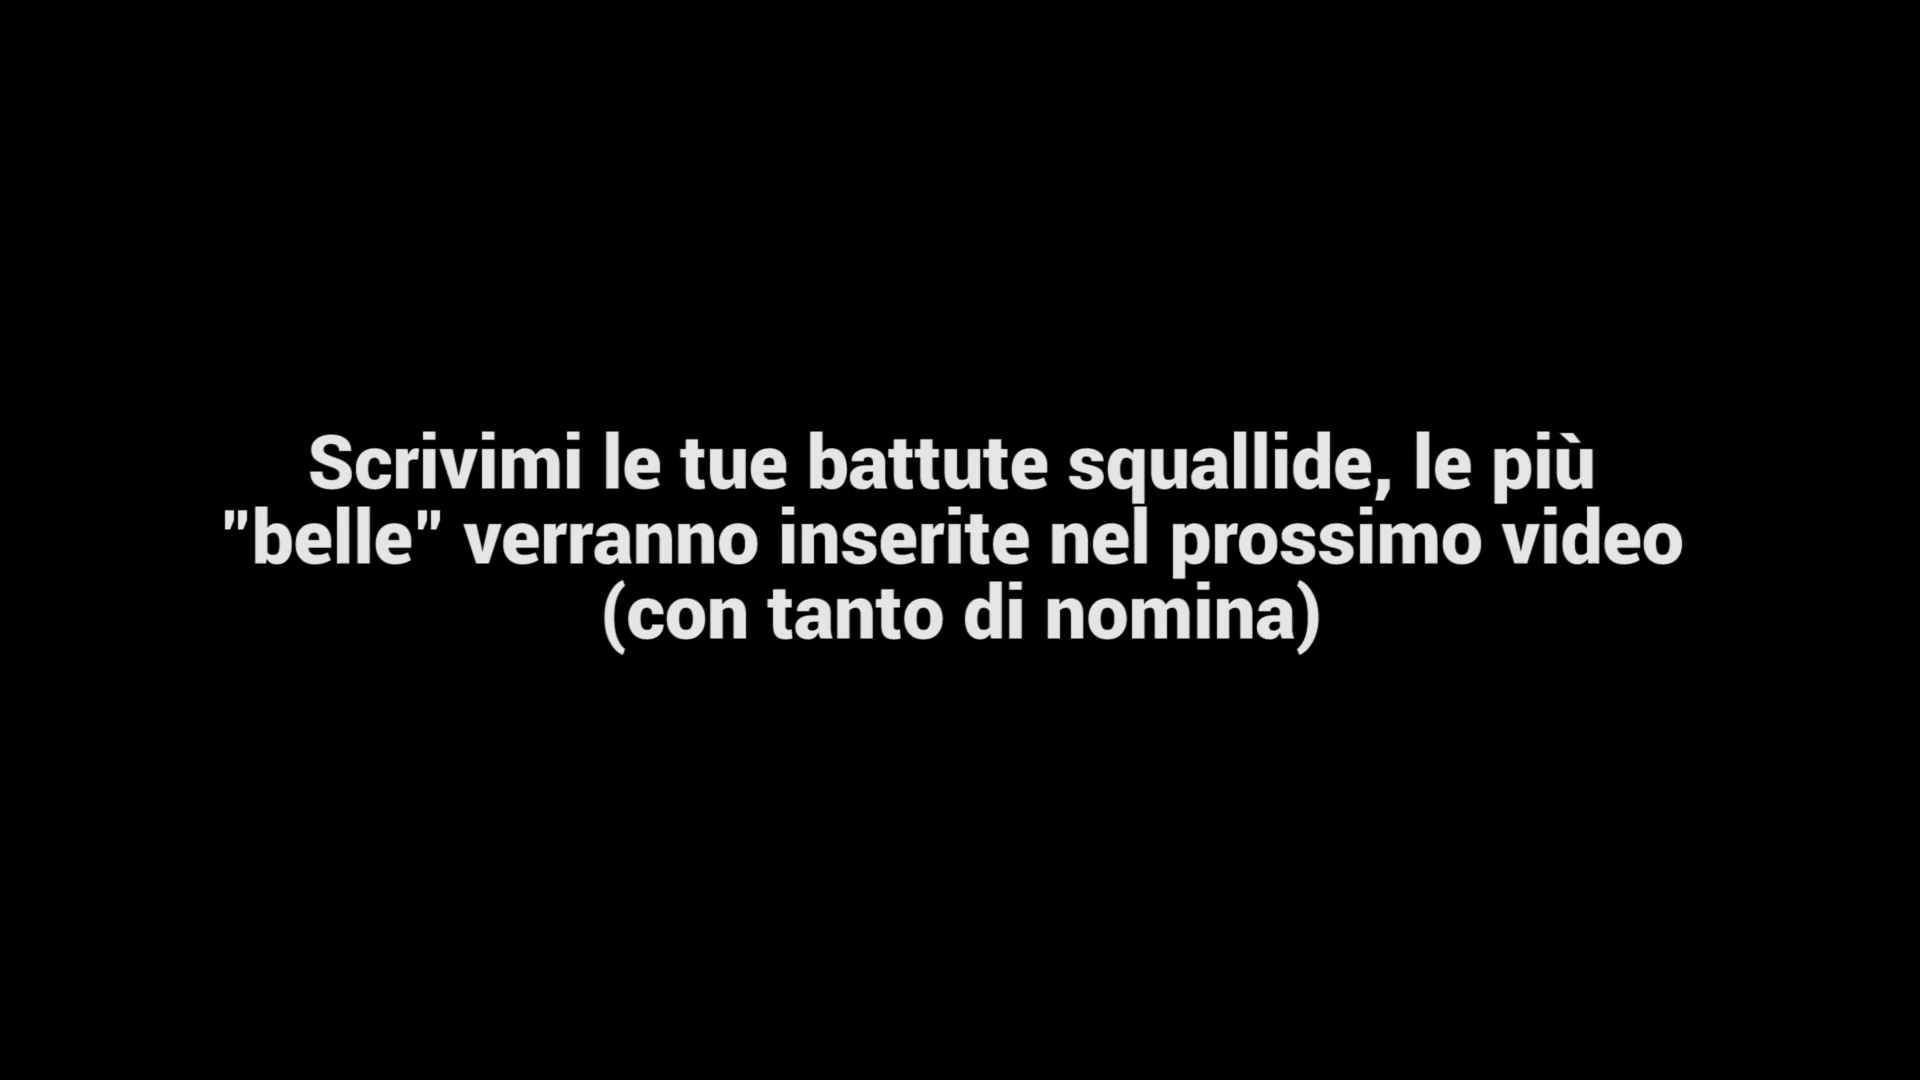 Scrivimi le tue battute squallide, le più
"belle" verranno inserite nel prossimo video
(con tanto di nomina)